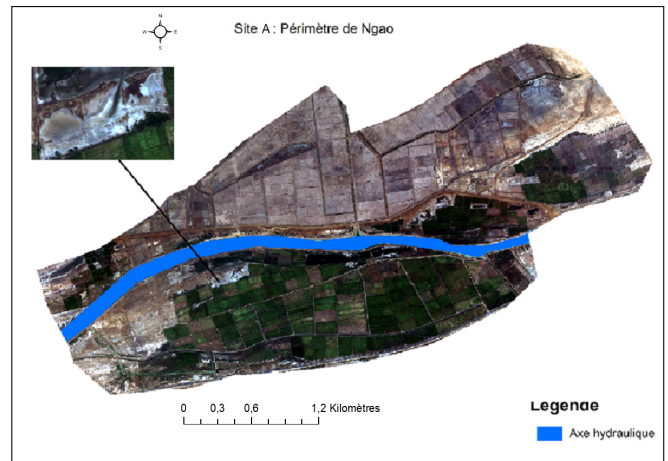 N
W E
S
Site A : Périmètre de Ngao
0 0,3 0,6 1,2 Kilomètres
Legende
Axe hydraulique